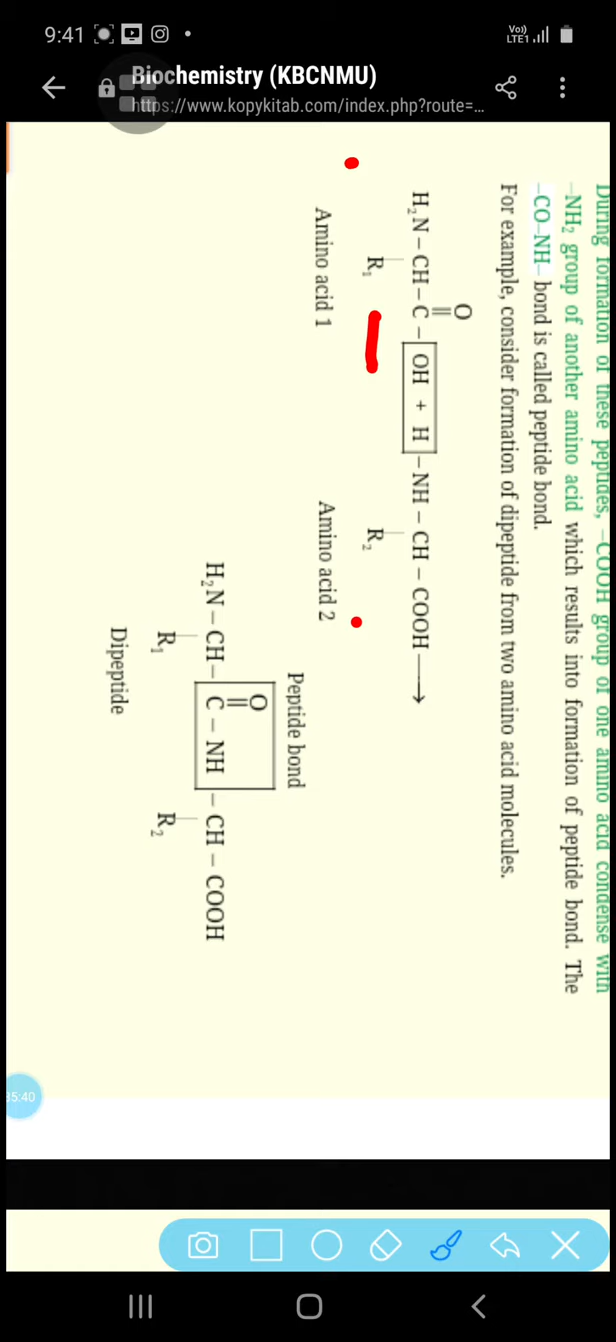 9:41
Vo))
LTE1
Biochemistry (KBCNMU)
https://www.kopykitab.com/index.php?route=...
During formation of these peptides, –COOH group of one amino acid condense with
–NH₂ group of another amino acid which results into formation of peptide bond. The
–CO–NH– bond is called peptide bond.
For example, consider formation of dipeptide from two amino acid molecules.
O
H₂N – CH – C – OH + H – NH – CH – COOH ⟶
R₁ R₂
Amino acid 1 Amino acid 2
Peptide bond
O
H₂N – CH – C – NH – CH – COOH
R₁ R₂
Dipeptide
35:40